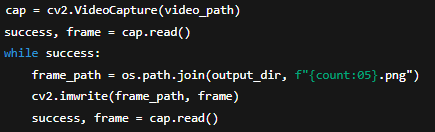 cap = cv2.VideoCapture(video_path)
success, frame = cap.read()
while success:
    frame_path = os.path.join(output_dir, f"{count:05}.png")
    cv2.imwrite(frame_path, frame)
    success, frame = cap.read()